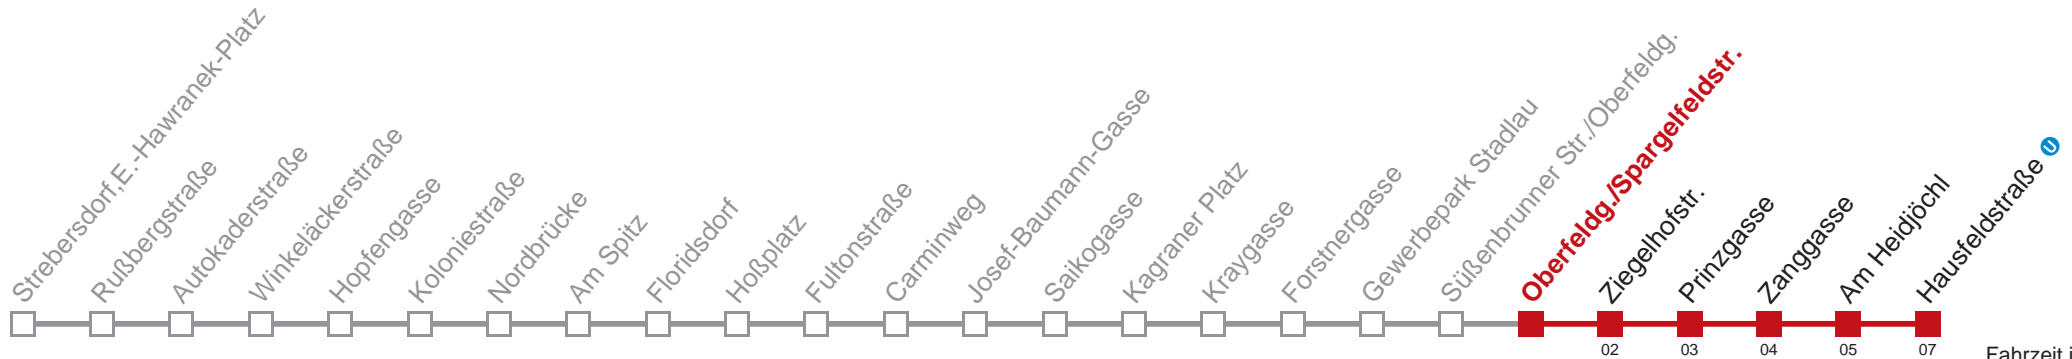 Strebersdorf,E.-Hawranek-Platz
Rußbergstraße
Autokaderstraße
Winkeläckerstraße
Hopfengasse
Koloniestraße
Nordbrücke
Am Spitz
Floridsdorf
Hoßplatz
Fultonstraße
Carminweg
Josef-Baumann-Gasse
Saikogasse
Kagraner Platz
Kraygasse
Forstnergasse
Gewerbepark Stadlau
Süßenbrunner Str./Oberfeldg.
Oberfeldg./Spargelfeldstr.
Ziegelhofstr.
Prinzgasse
Zanggasse
Am Heidjöchl
Hausfeldstraße U
02 03 04 05 07
Fahrzeit i